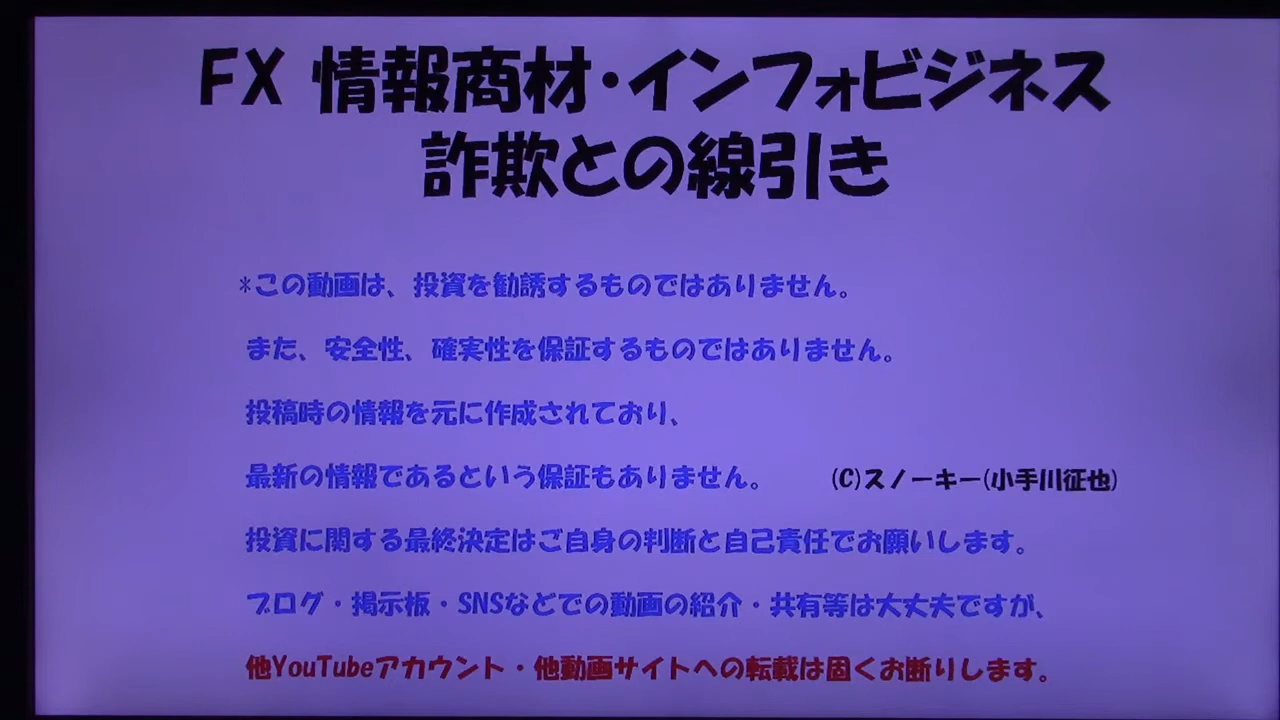 FX 情報商材・インフォビジネス
詐欺との線引き
*この動画は、投資を勧誘するものではありません。
また、安全性、確実性を保証するものではありません。
投稿時の情報を元に作成されており、
最新の情報であるという保証もありません。 (C)スノーキー(小手川征也)
投資に関する最終決定はご自身の判断と自己責任でお願いします。
ブログ・掲示板・SNSなどでの動画の紹介・共有等は大丈夫ですが、
他YouTubeアカウント・他動画サイトへの転載は固くお断りします。